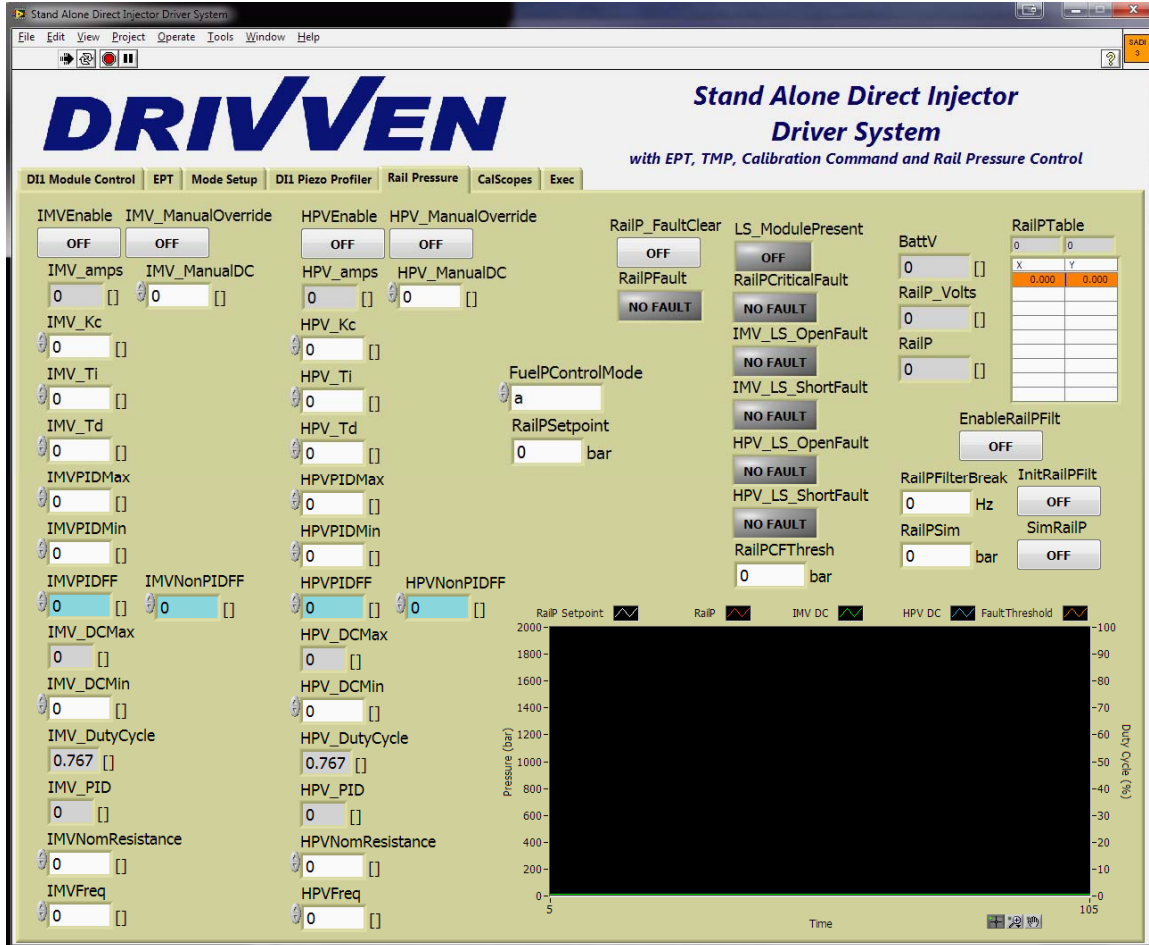 Stand Alone Direct Injector Driver System
File Edit View Project Operate Tools Window Help
SADI
3
DRIVVEN
Stand Alone Direct Injector
Driver System
with EPT, TMP, Calibration Command and Rail Pressure Control
DI1 Module Control EPT Mode Setup DI1 Piezo Profiler Rail Pressure CalScopes Exec
IMVEnable IMV_ManualOverride
OFF OFF
IMV_amps IMV_ManualDC
0 [] 0 []
IMV_Kc
0 []
IMV_Ti
0 []
IMV_Td
0 []
IMVPIDMax
0 []
IMVPIDMin
0 []
IMVPIDFF IMVNonPIDFF
0 [] 0 []
IMV_DCMax
0 []
IMV_DCMin
0 []
IMV_DutyCycle
0.767 []
IMV_PID
0 []
IMVNomResistance
0 []
IMVFreq
0 []
HPVEnable HPV_ManualOverride
OFF OFF
HPV_amps HPV_ManualDC
0 [] 0 []
HPV_Kc
0 []
HPV_Ti
0 []
HPV_Td
0 []
HPVPIDMax
0 []
HPVPIDMin
0 []
HPVPIDFF HPVNonPIDFF
0 [] 0 []
HPV_DCMax
0 []
HPV_DCMin
0 []
HPV_DutyCycle
0.767 []
HPV_PID
0 []
HPVNomResistance
0 []
HPVFreq
0 []
RailP_FaultClear
OFF
RailPFault
NO FAULT
FuelPControlMode
a
RailPSetpoint
0 bar
LS_ModulePresent
OFF
RailPCriticalFault
NO FAULT
IMV_LS_OpenFault
NO FAULT
IMV_LS_ShortFault
NO FAULT
HPV_LS_OpenFault
NO FAULT
HPV_LS_ShortFault
NO FAULT
RailPCFThresh
0 bar
BattV
0 []
RailP_Volts
0 []
RailP
0 []
RailPTable
0 0
X Y
0.000 0.000
EnableRailPFilt
OFF
RailPFilterBreak InitRailPFilt
0 Hz OFF
RailPSim SimRailP
0 bar OFF
RailP Setpoint RailP IMV DC HPV DC FaultThreshold
Pressure (bar)
2000
1800
1600
1400
1200
1000
800
600
400
200
0
100
90
80
70
60
50
40
30
20
10
0
Duty Cycle (%)
5 105
Time